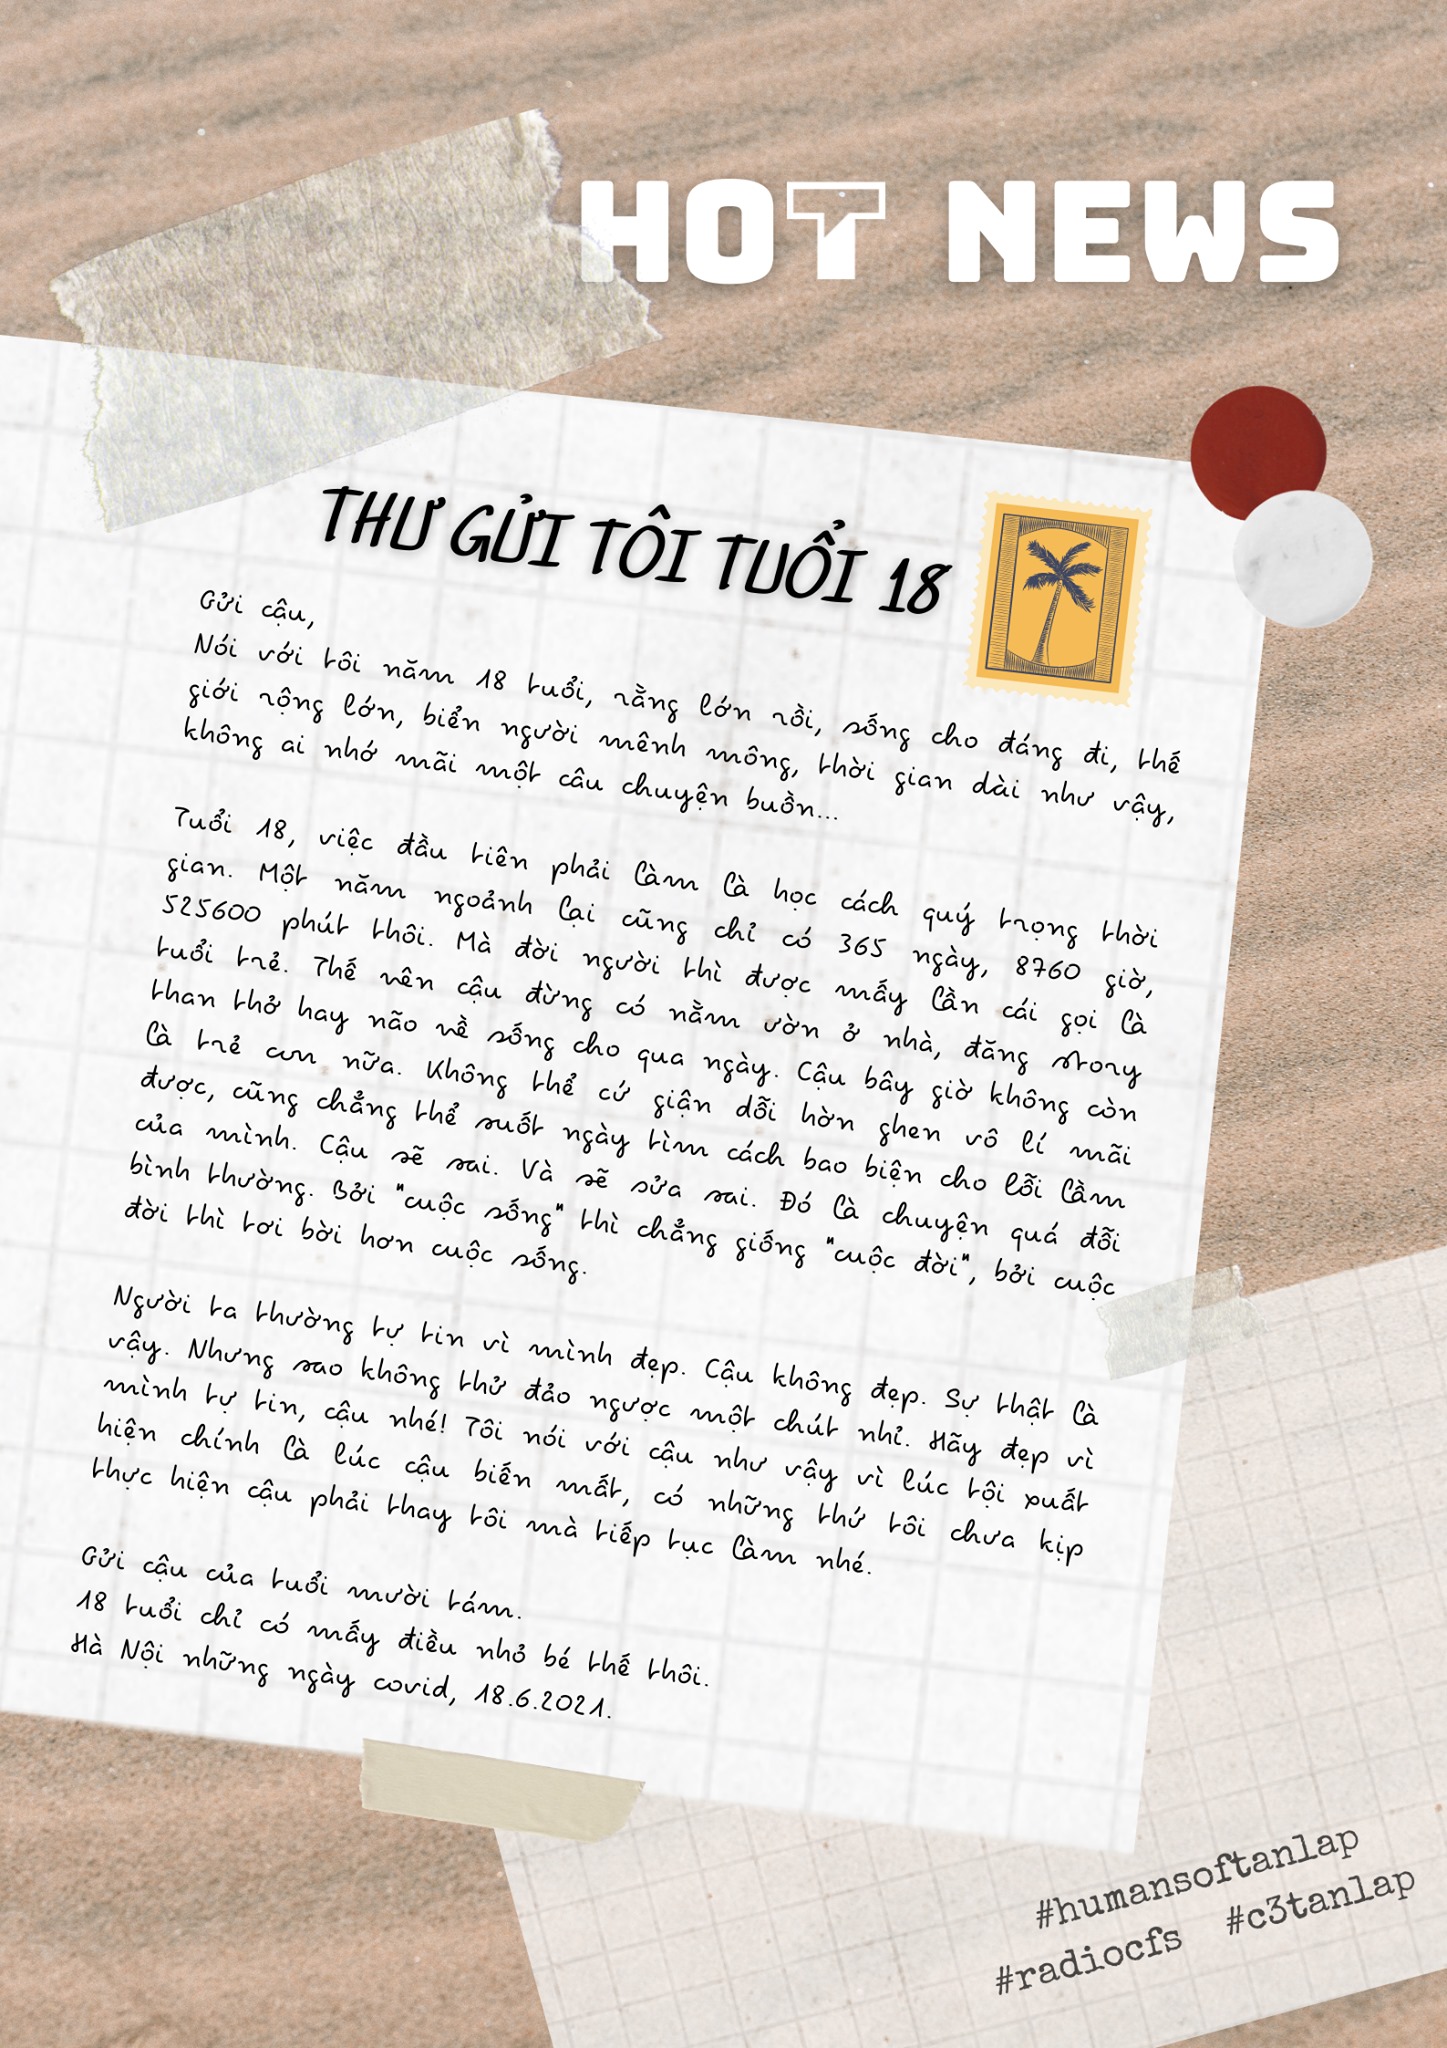 HOT NEWS
THƯ GỬI TÔI TUỔI 18
Gửi cậu,
Nói với tôi năm 18 tuổi, rằng lớn rồi, sống cho đáng đi, thế
giới rộng lớn, biển người mênh mông, thời gian dài như vậy,
không ai nhớ mãi một câu chuyện buồn...
Tuổi 18, việc đầu tiên phải làm là học cách quý trọng thời
gian. Một năm ngoảnh lại cũng chỉ có 365 ngày, 8760 giờ,
525600 phút thôi. Mà đời người thì được mấy lần cái gọi là
tuổi trẻ. Thế nên cậu đừng có nằm ườn ở nhà, đăng story
than thở hay não nề sống cho qua ngày. Cậu bây giờ không còn
là trẻ con nữa. Không thể cứ giận dỗi hờn ghen vô lí mãi
được, cũng chẳng thể suốt ngày tìm cách bao biện cho lỗi lầm
của mình. Cậu sẽ sai. Và sẽ sửa sai. Đó là chuyện quá đỗi
bình thường. Bởi "cuộc sống" thì chẳng giống "cuộc đời", bởi cuộc
đời thì tơi bời hơn cuộc sống.
Người ta thường tự tin vì mình đẹp. Cậu không đẹp. Sự thật là
vậy. Nhưng sao không thử đảo ngược một chút nhỉ. Hãy đẹp vì
mình tự tin, cậu nhé! Tôi nói với cậu như vậy vì lúc tội xuất
hiện chính là lúc cậu biến mất, có những thứ tôi chưa kịp
thực hiện cậu phải thay tôi mà tiếp tục làm nhé.
Gửi cậu của tuổi mười tám.
18 tuổi chỉ có mấy điều nhỏ bé thế thôi.
Hà Nội những ngày covid, 18.6.2021.
#humansoftanlap
#radiocfs #c3tanlap